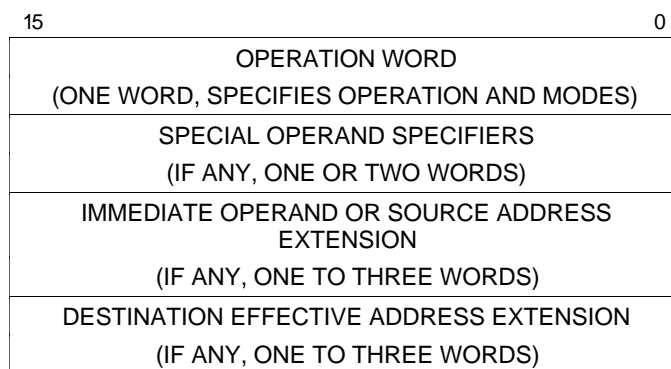 15 0
OPERATION WORD
(ONE WORD, SPECIFIES OPERATION AND MODES)
SPECIAL OPERAND SPECIFIERS
(IF ANY, ONE OR TWO WORDS)
IMMEDIATE OPERAND OR SOURCE ADDRESS
EXTENSION
(IF ANY, ONE TO THREE WORDS)
DESTINATION EFFECTIVE ADDRESS EXTENSION
(IF ANY, ONE TO THREE WORDS)